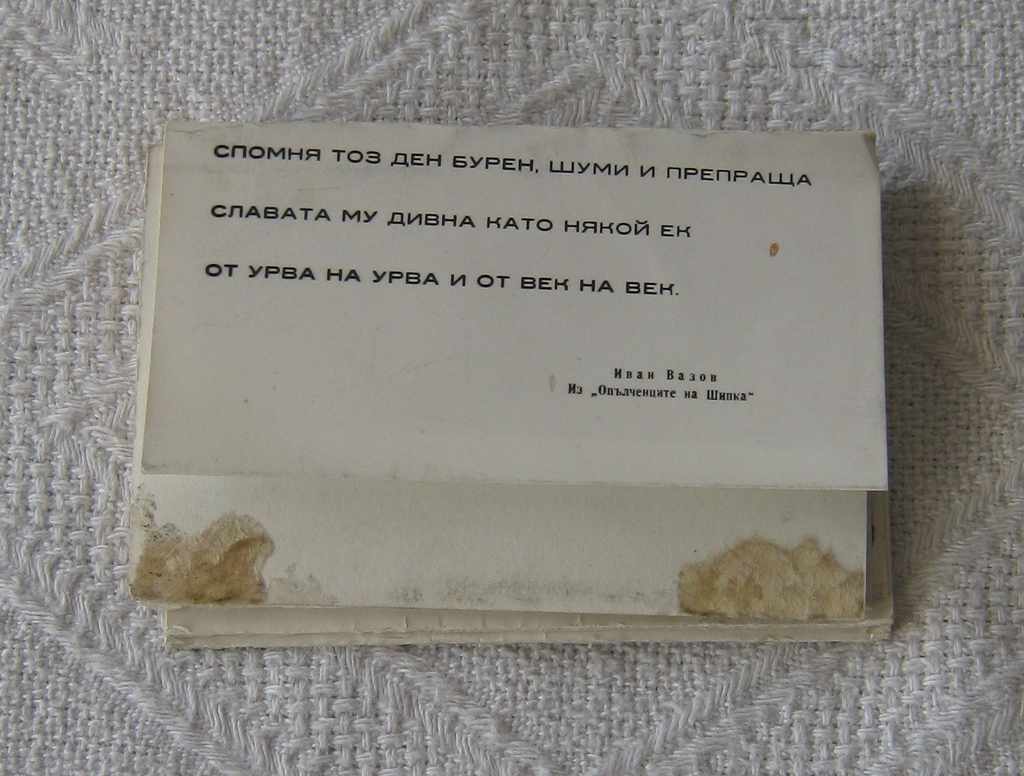 СПОМНЯ ТОЗ ДЕН БУРЕН, ШУМИ И ПРЕПРАЩА
СЛАВАТА МУ ДИВНА КАТО НЯКОЙ ЕК
ОТ УРВА НА УРВА И ОТ ВЕК НА ВЕК.
Иван Вазов
Из „Опълченците на Шипка“